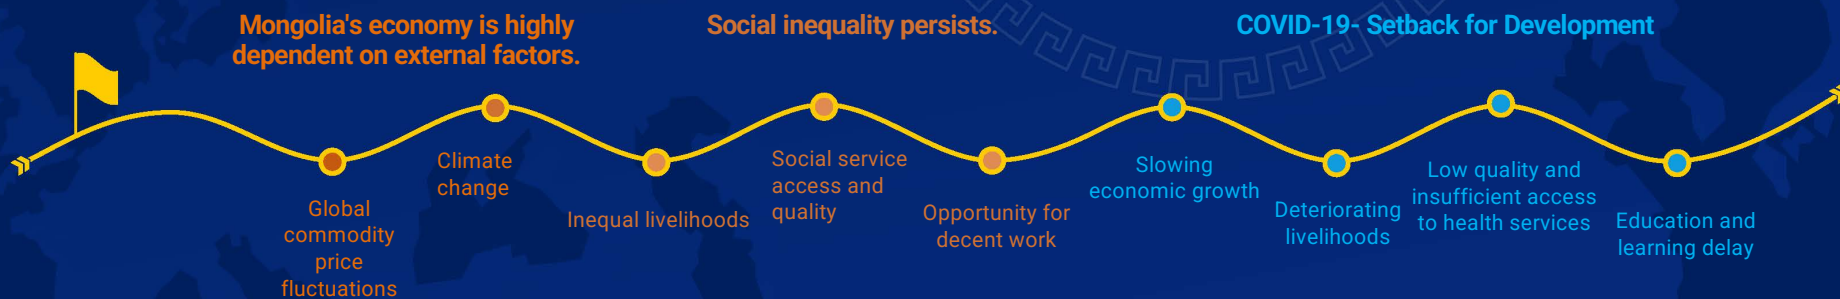 Mongolia's economy is highly
dependent on external factors.
Global
commodity
price
fluctuations
Climate
change
Social inequality persists.
Inequal livelihoods
Social service
access and
quality
Opportunity for
decent work
COVID-19- Setback for Development
Slowing
economic growth
Deteriorating
livelihoods
Low quality and
insufficient access
to health services
Education and
learning delay